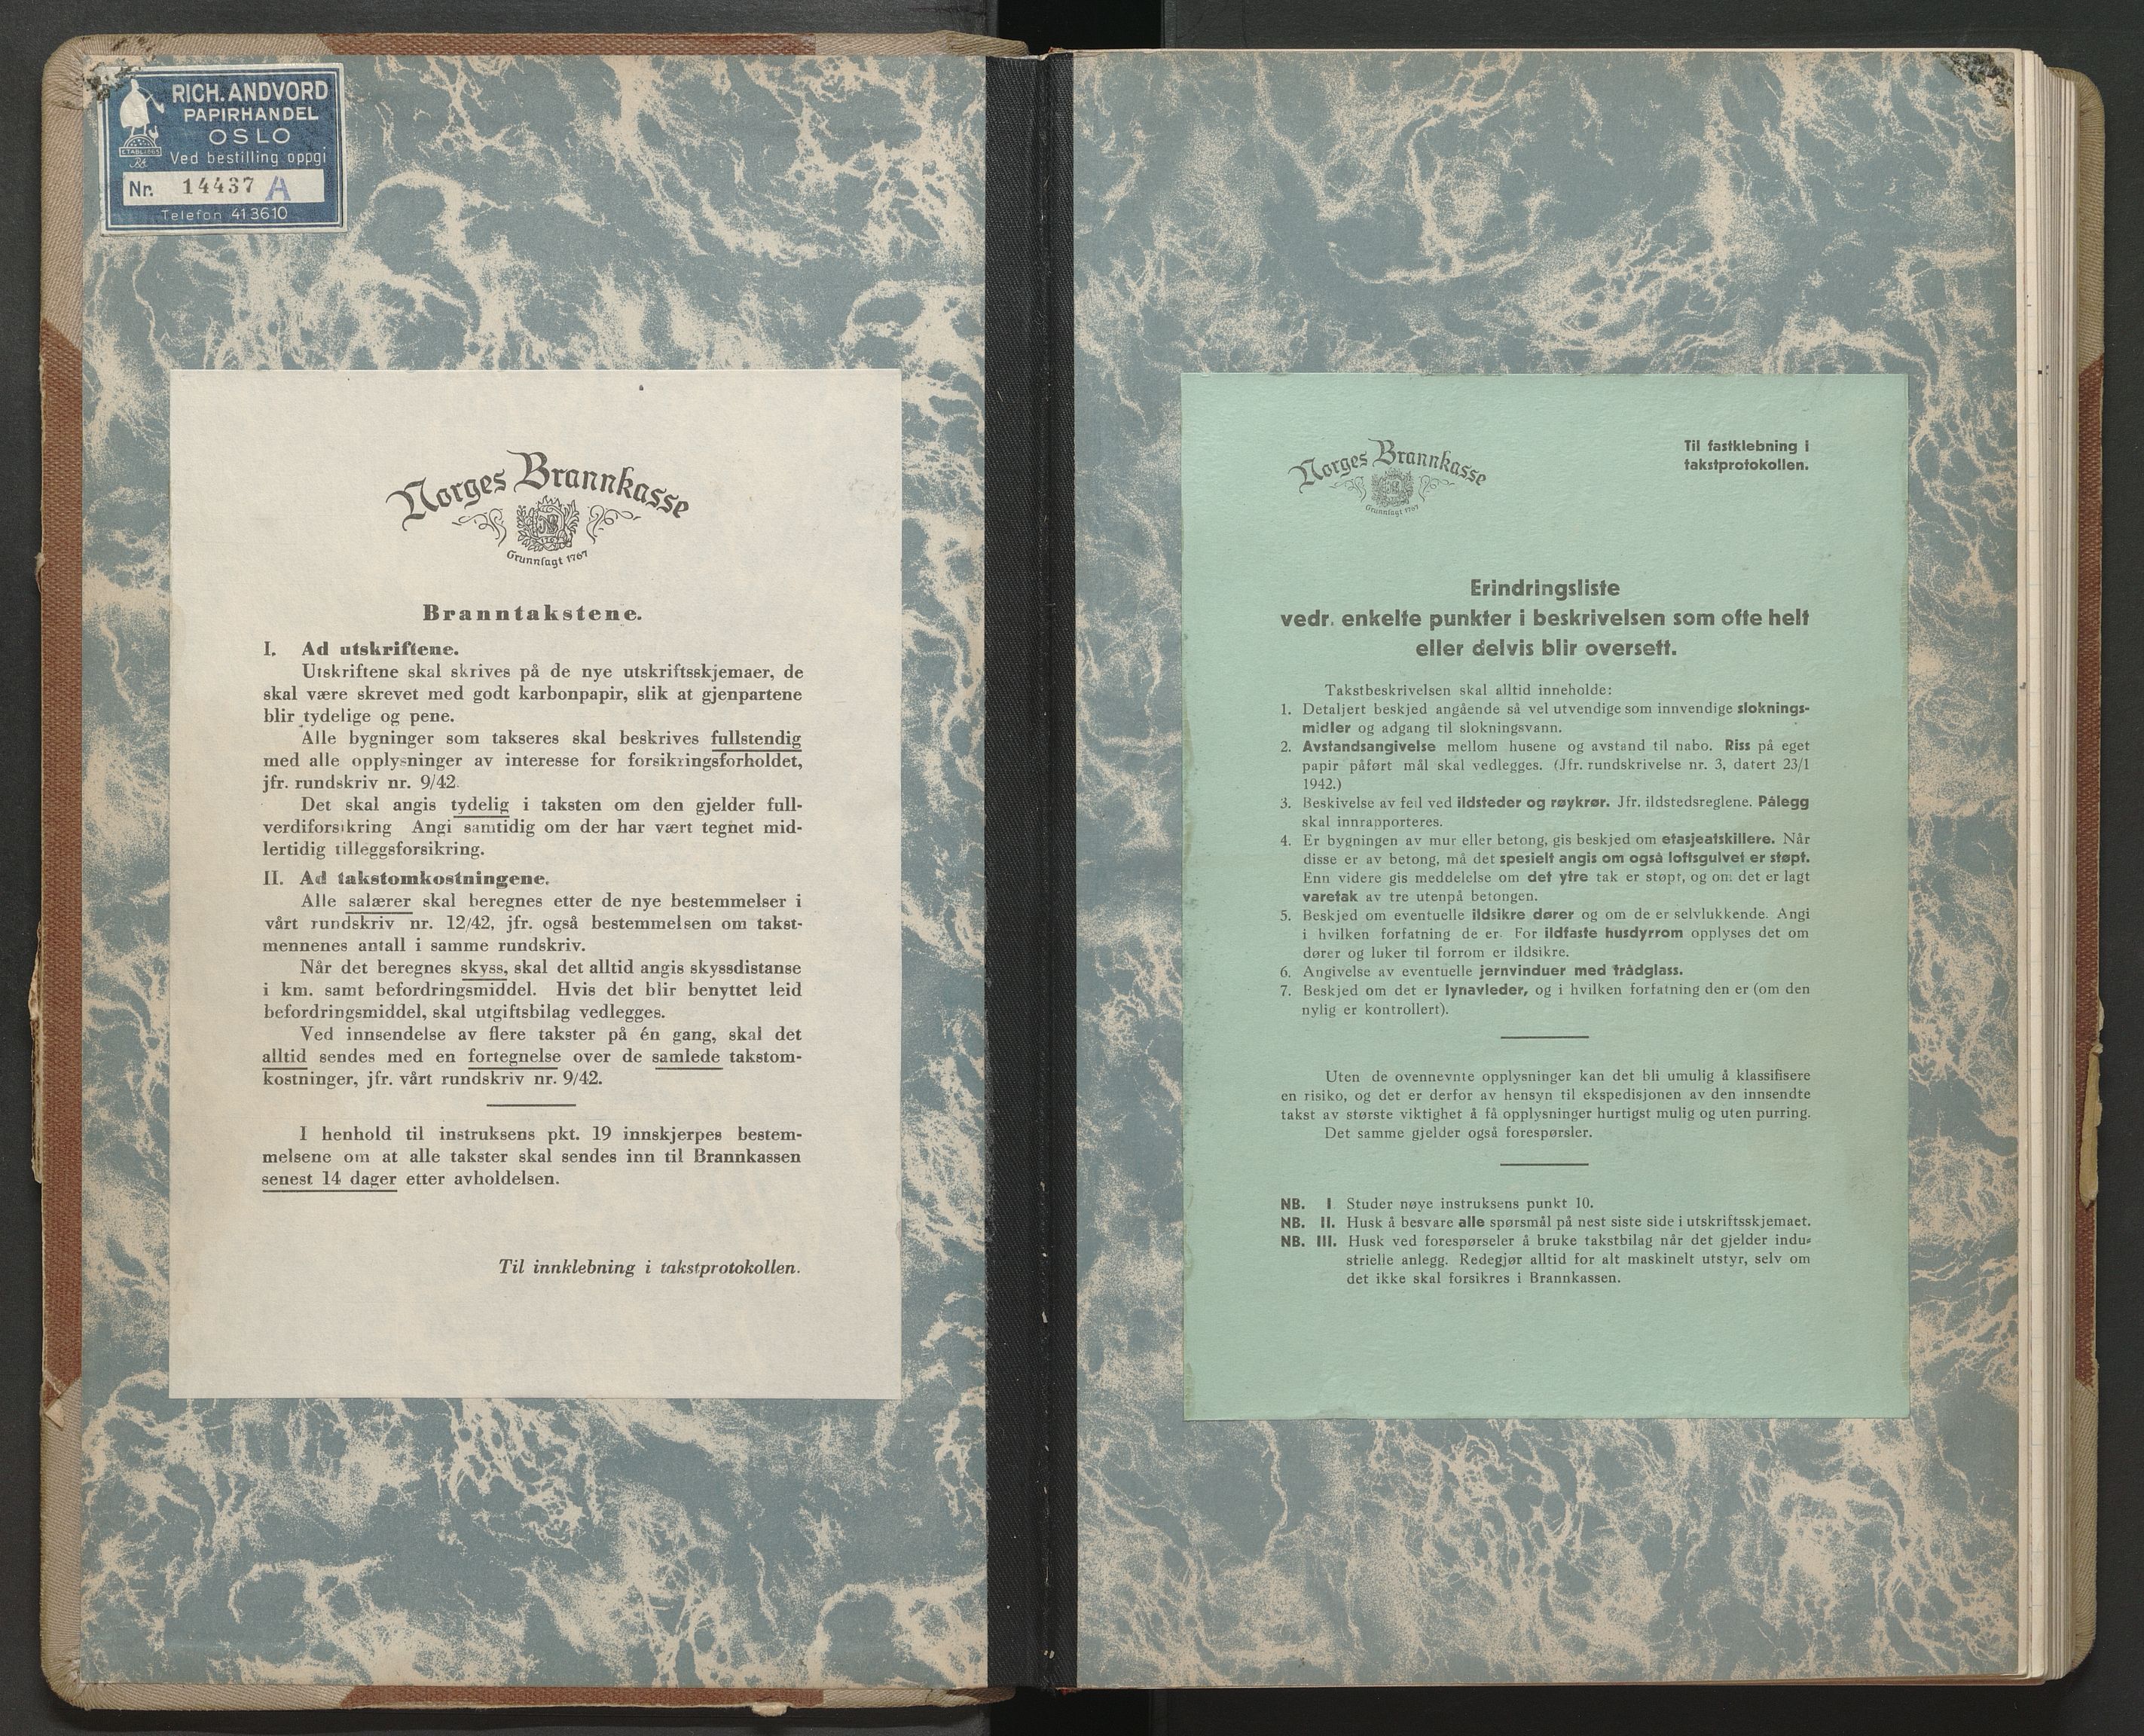 RICH. ANDVORD
PAPIRHANDEL
OSLO
ETABL. 1865
Ved bestilling oppgi
Nr. 14437 A
Telefon 413610
Norges Brannkasse
Grunnlagt 1767
Branntakstene.
I. Ad utskriftene.
Utskriftene skal skrives på de nye utskriftsskjemaer, de
skal være skrevet med godt karbonpapir, slik at gjenpartene
blir tydelige og pene.
Alle bygninger som takseres skal beskrives fullstendig
med alle opplysninger av interesse for forsikringsforholdet,
jfr. rundskriv nr. 9/42.
Det skal angis tydelig i taksten om den gjelder full-
verdiforsikring Angi samtidig om der har vært tegnet mid-
lertidig tilleggsforsikring.
II. Ad takstomkostningene.
Alle salærer skal beregnes etter de nye bestemmelser i
vårt rundskriv nr. 12/42, jfr. også bestemmelsen om takst-
mennenes antall i samme rundskriv.
Når det beregnes skyss, skal det alltid angis skyssdistanse
i km. samt befordringsmiddel. Hvis det blir benyttet leid
befordringsmiddel, skal utgiftsbilag vedlegges.
Ved innsendelse av flere takster på én gang, skal det
alltid sendes med en fortegnelse over de samlede takstom-
kostninger, jfr. vårt rundskriv nr. 9/42.
I henhold til instruksens pkt. 19 innskjerpes bestem-
melsene om at alle takster skal sendes inn til Brannkassen
senest 14 dager etter avholdelsen.
Til innklebning i takstprotokollen.
Norges Brannkasse
Grunnlagt 1767
Til fastklebning i
takstprotokollen.
Erindringsliste
vedr. enkelte punkter i beskrivelsen som ofte helt
eller delvis blir oversett.
Takstbeskrivelsen skal alltid inneholde:
1. Detaljert beskjed angående så vel utvendige som innvendige sloknings-
midler og adgang til slokningsvann.
2. Avstandsangivelse mellom husene og avstand til nabo. Riss på eget
papir påført mål skal vedlegges. (Jfr. rundskrivelse nr. 3, datert 23/1
1942.)
3. Beskivelse av feil ved ildsteder og røykrør. Jfr. ildstedsreglene. Pålegg
skal innrapporteres.
4. Er bygningen av mur eller betong, gis beskjed om etasjeatskillere. Når
disse er av betong, må det spesielt angis om også loftsgulvet er støpt.
Enn videre gis meddelelse om det ytre tak er støpt, og om det er lagt
varetak av tre utenpå betongen.
5. Beskjed om eventuelle ildsikre dører og om de er selvlukkende. Angi
i hvilken forfatning de er. For ildfaste husdyrrom opplyses det om
dører og luker til forrom er ildsikre.
6. Angivelse av eventuelle jernvinduer med trådglass.
7. Beskjed om det er lynavleder, og i hvilken forfatning den er (om den
nylig er kontrollert).
Uten de ovennevnte opplysninger kan det bli umulig å klassifisere
en risiko, og det er derfor av hensyn til ekspedisjonen av den innsendte
takst av største viktighet å få opplysninger hurtigst mulig og uten purring.
Det samme gjelder også forespørsler.
NB. I Studer nøye instruksens punkt 10.
NB. II. Husk å besvare alle spørsmål på nest siste side i utskriftsskjemaet.
NB. III. Husk ved forespørseler å bruke takstbilag når det gjelder indu-
strielle anlegg. Redegjør alltid for alt maskinelt utstyr, selv om
det ikke skal forsikres i Brannkassen.